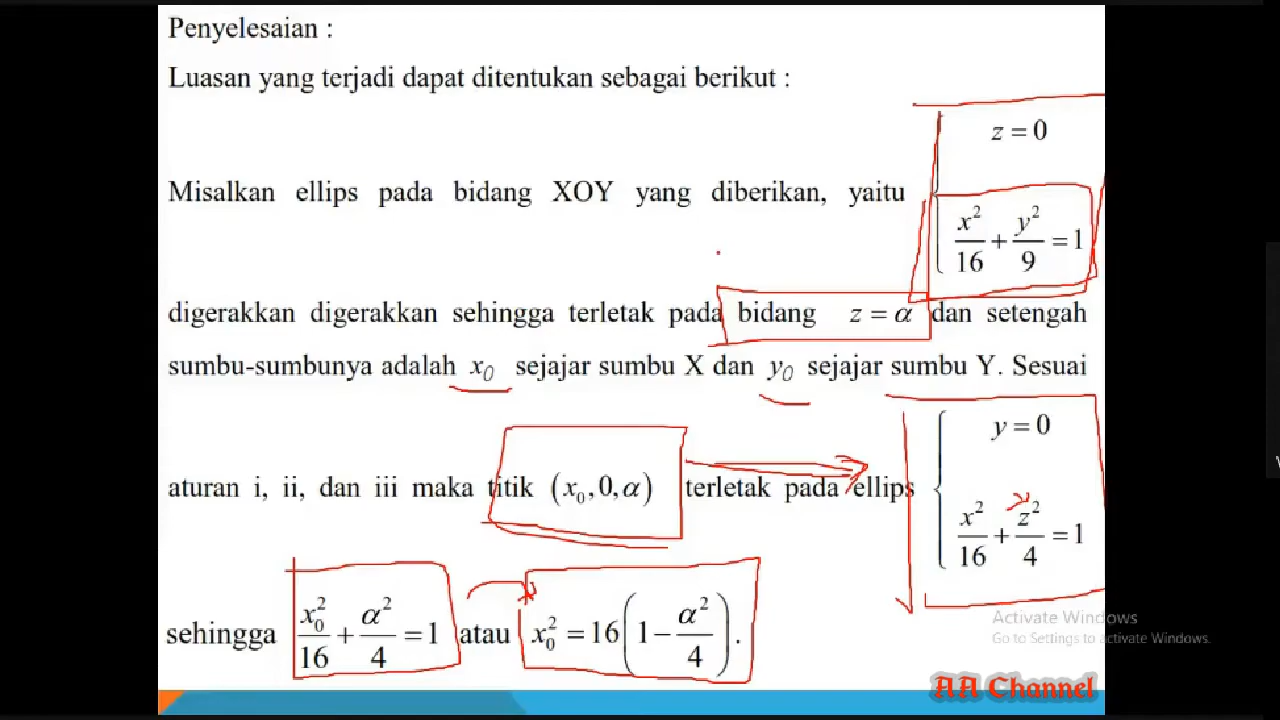 Penyelesaian :
Luasan yang terjadi dapat ditentukan sebagai berikut :
z = 0
Misalkan ellips pada bidang XOY yang diberikan, yaitu
x²/16 + y²/9 = 1
digerakkan digerakkan sehingga terletak pada bidang z = α dan setengah
sumbu-sumbunya adalah x₀ sejajar sumbu X dan y₀ sejajar sumbu Y. Sesuai
y = 0
aturan i, ii, dan iii maka titik (x₀, 0, α) terletak pada ellips
x²/16 + z²/4 = 1
sehingga x₀²/16 + α²/4 = 1 atau x₀² = 16(1 − α²/4).
Activate Windows
Go to Settings to activate Windows.
AA Channel